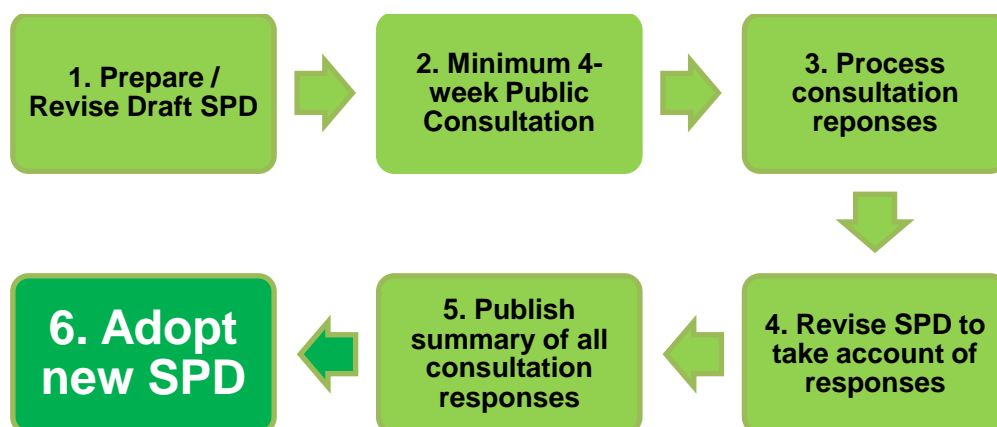 1. Prepare /
Revise Draft SPD
2. Minimum 4-
week Public
Consultation
3. Process
consultation
reponses
4. Revise SPD to
take account of
responses
5. Publish
summary of all
consultation
responses
6. Adopt
new SPD